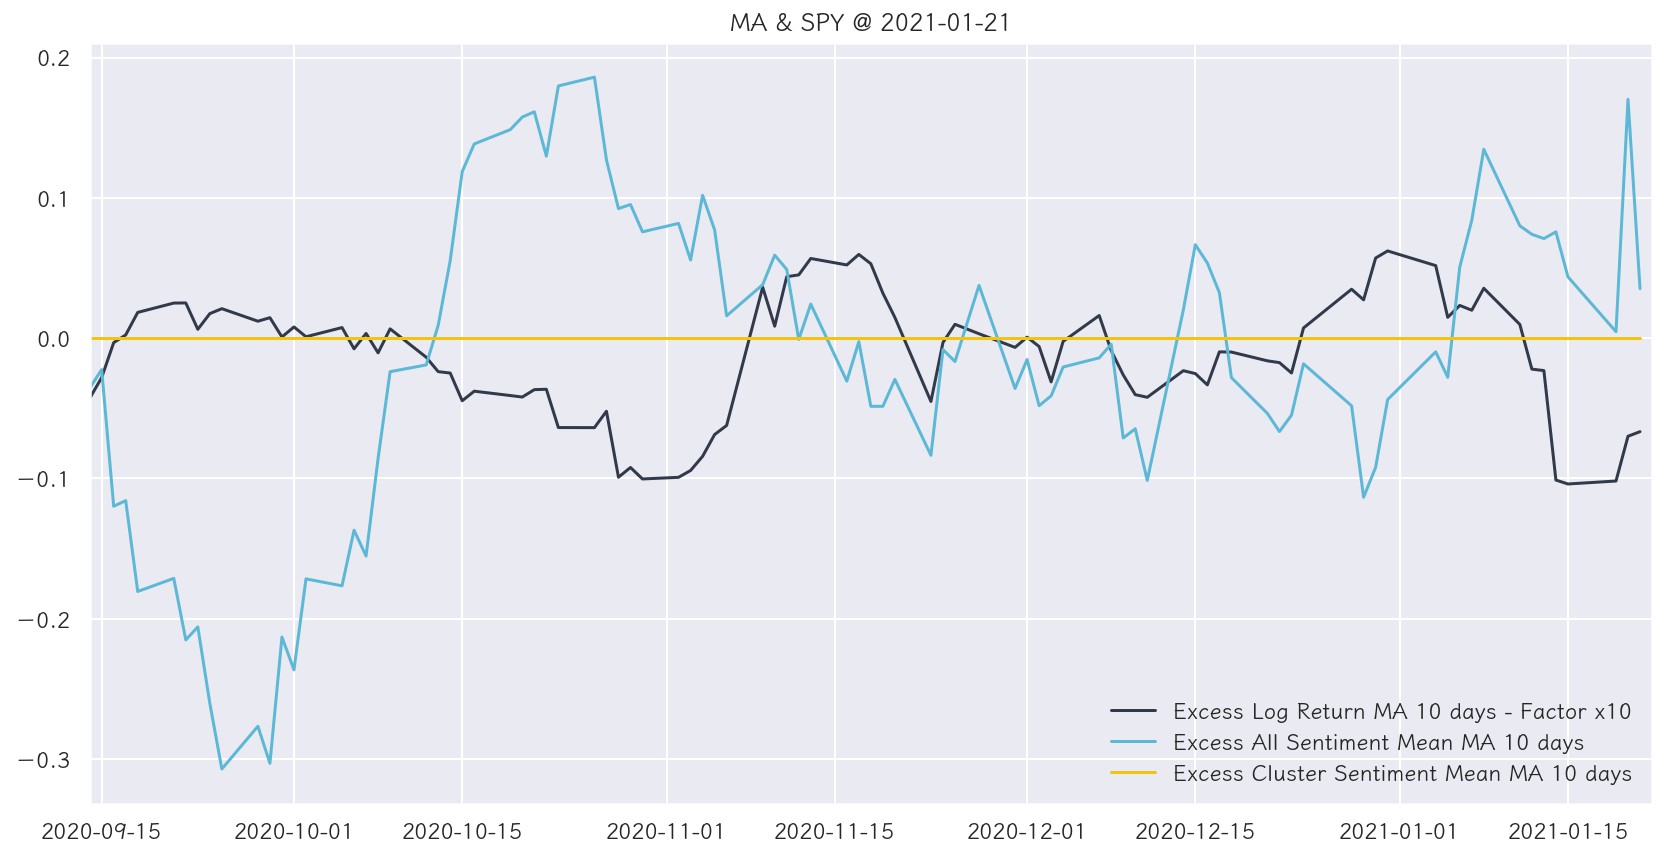 MA & SPY @ 2021-01-21
0.2
0.1
0.0
−0.1
−0.2
−0.3
2020-09-15 2020-10-01 2020-10-15 2020-11-01 2020-11-15 2020-12-01 2020-12-15 2021-01-01 2021-01-15
Excess Log Return MA 10 days - Factor x10
Excess All Sentiment Mean MA 10 days
Excess Cluster Sentiment Mean MA 10 days